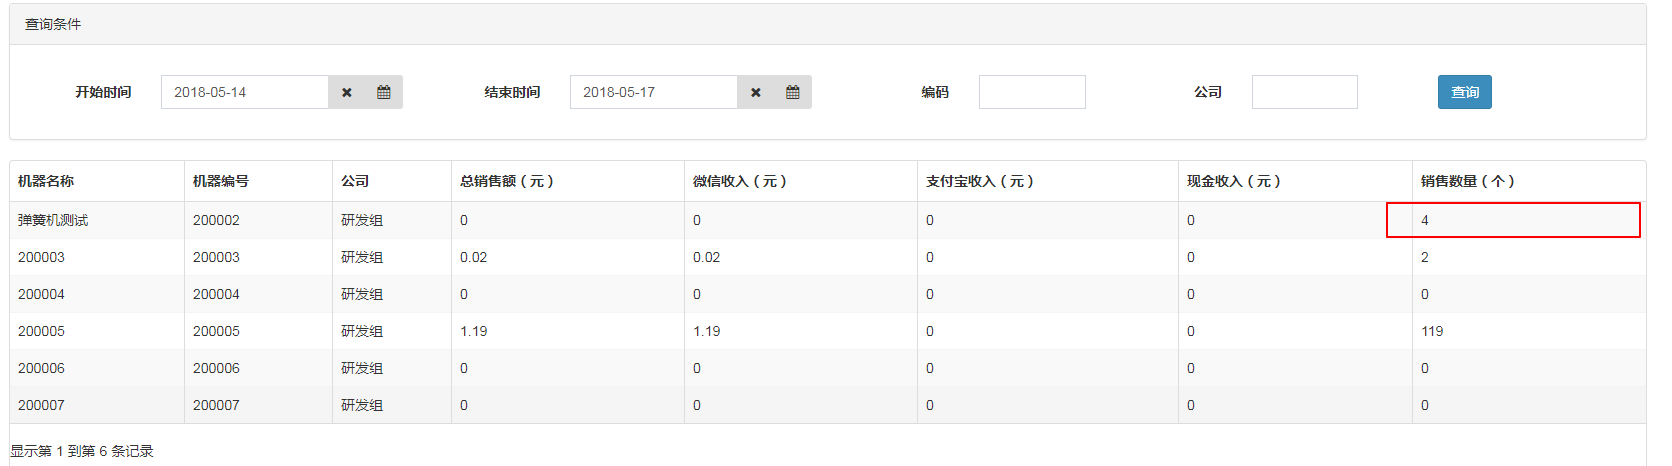 查询条件
开始时间 2018-05-14 结束时间 2018-05-17 编码 公司 查询
机器名称 机器编号 公司 总销售额（元） 微信收入（元） 支付宝收入（元） 现金收入（元） 销售数量（个）
弹簧机测试 200002 研发组 0 0 0 0 4
200003 200003 研发组 0.02 0.02 0 0 2
200004 200004 研发组 0 0 0 0 0
200005 200005 研发组 1.19 1.19 0 0 119
200006 200006 研发组 0 0 0 0 0
200007 200007 研发组 0 0 0 0 0
显示第 1 到第 6 条记录